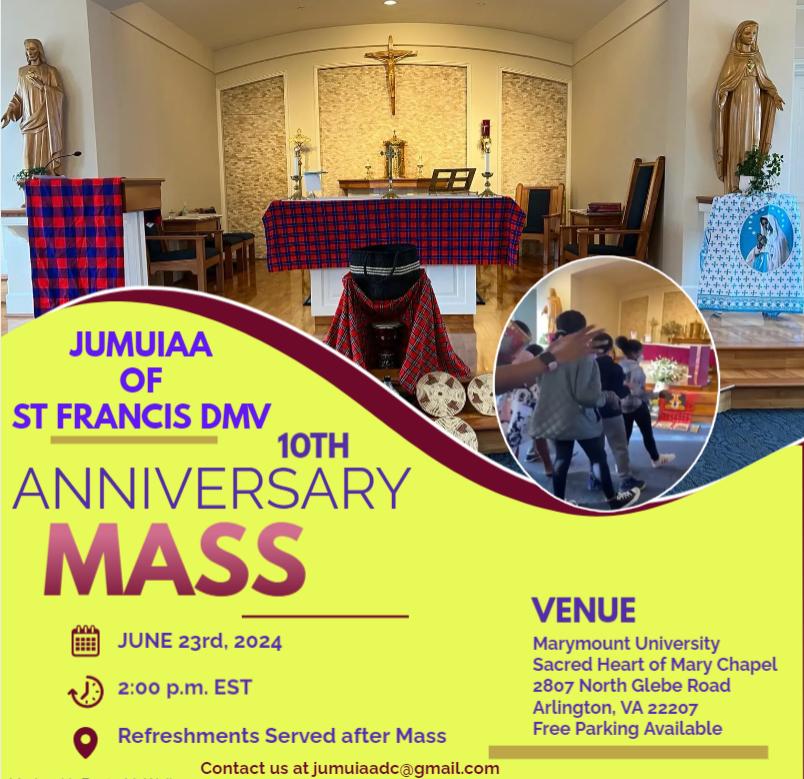 JUMUIAA
OF
ST FRANCIS DMV
10TH
ANNIVERSARY
MASS
JUNE 23rd, 2024
2:00 p.m. EST
Refreshments Served after Mass
VENUE
Marymount University
Sacred Heart of Mary Chapel
2807 North Glebe Road
Arlington, VA 22207
Free Parking Available
Contact us at jumuiaadc@gmail.com